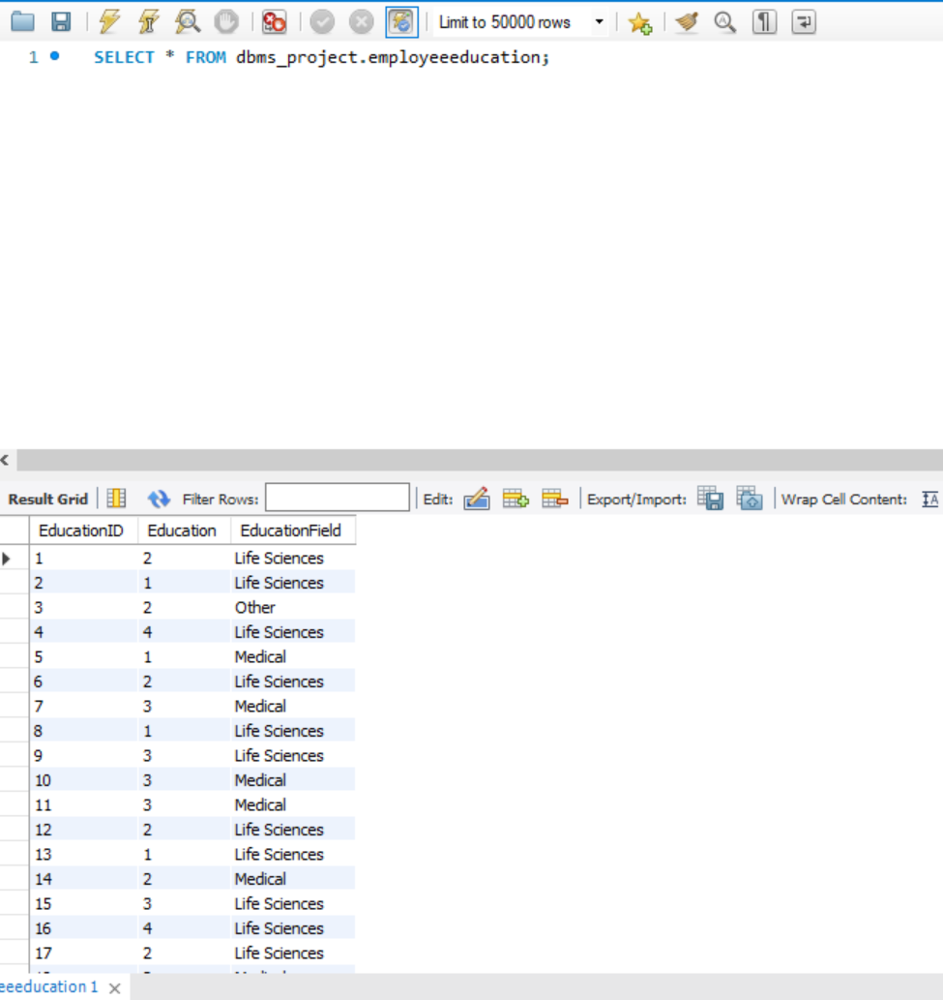 Limit to 50000 rows
1 SELECT * FROM dbms_project.employeeeducation;
Result Grid Filter Rows: Edit: Export/Import: Wrap Cell Content:
EducationID Education EducationField
1 2 Life Sciences
2 1 Life Sciences
3 2 Other
4 4 Life Sciences
5 1 Medical
6 2 Life Sciences
7 3 Medical
8 1 Life Sciences
9 3 Life Sciences
10 3 Medical
11 3 Medical
12 2 Life Sciences
13 1 Life Sciences
14 2 Medical
15 3 Life Sciences
16 4 Life Sciences
17 2 Life Sciences
eeeducation 1